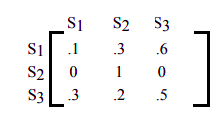 S1 S2 S3
S1 .1 .3 .6
S2 0 1 0
S3 .3 .2 .5